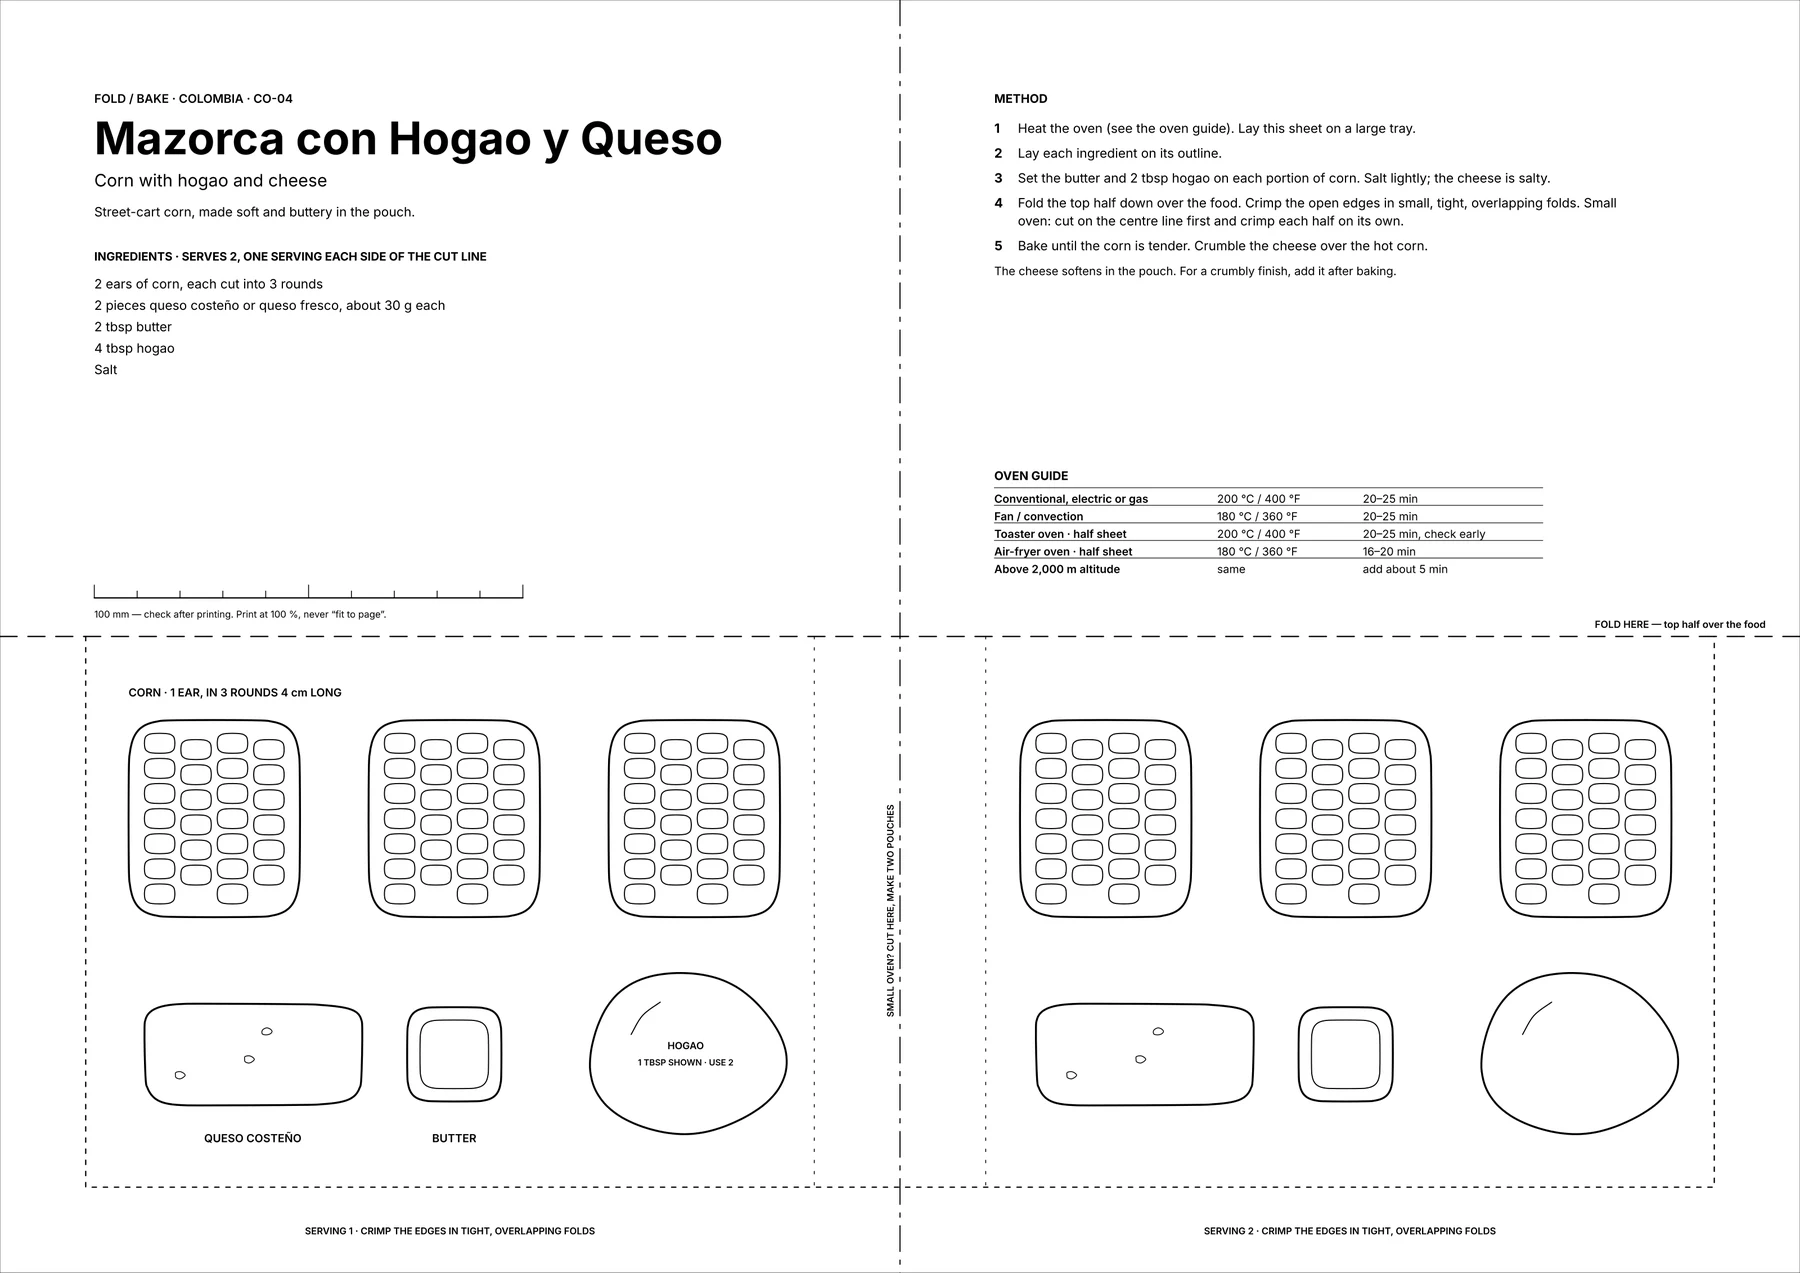 FOLD / BAKE · COLOMBIA · CO-04
Mazorca con Hogao y Queso
Corn with hogao and cheese
Street-cart corn, made soft and buttery in the pouch.
INGREDIENTS · SERVES 2, ONE SERVING EACH SIDE OF THE CUT LINE
2 ears of corn, each cut into 3 rounds
2 pieces queso costeño or queso fresco, about 30 g each
2 tbsp butter
4 tbsp hogao
Salt
100 mm — check after printing. Print at 100 %, never “fit to page”.
METHOD
1 Heat the oven (see the oven guide). Lay this sheet on a large tray.
2 Lay each ingredient on its outline.
3 Set the butter and 2 tbsp hogao on each portion of corn. Salt lightly; the cheese is salty.
4 Fold the top half down over the food. Crimp the open edges in small, tight, overlapping folds. Small
oven: cut on the centre line first and crimp each half on its own.
5 Bake until the corn is tender. Crumble the cheese over the hot corn.
The cheese softens in the pouch. For a crumbly finish, add it after baking.
OVEN GUIDE
Conventional, electric or gas 200 °C / 400 °F 20–25 min
Fan / convection 180 °C / 360 °F 20–25 min
Toaster oven · half sheet 200 °C / 400 °F 20–25 min, check early
Air-fryer oven · half sheet 180 °C / 360 °F 16–20 min
Above 2,000 m altitude same add about 5 min
FOLD HERE — top half over the food
CORN · 1 EAR, IN 3 ROUNDS 4 cm LONG
SMALL OVEN? CUT HERE, MAKE TWO POUCHES
HOGAO
1 TBSP SHOWN · USE 2
QUESO COSTEÑO
BUTTER
SERVING 1 · CRIMP THE EDGES IN TIGHT, OVERLAPPING FOLDS
SERVING 2 · CRIMP THE EDGES IN TIGHT, OVERLAPPING FOLDS